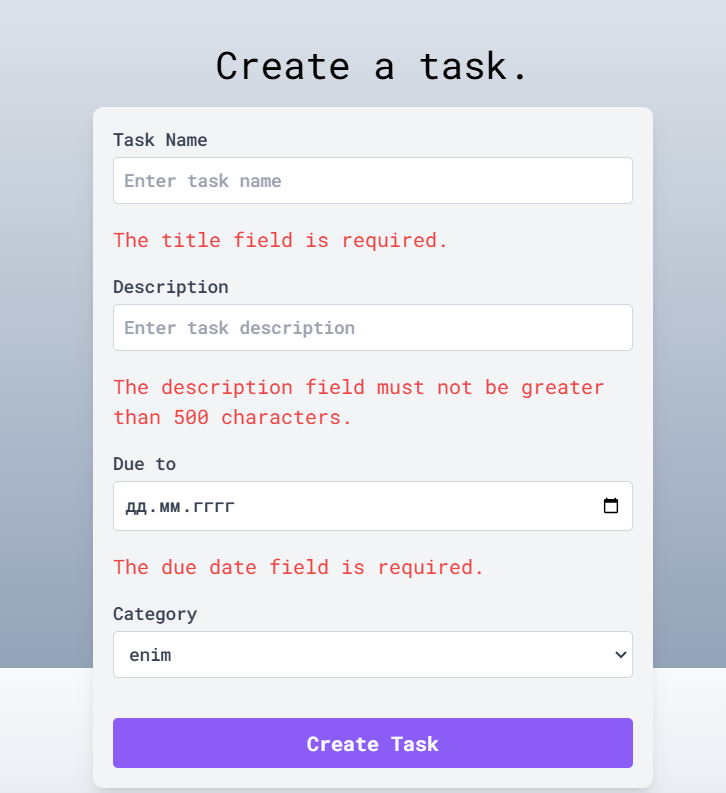 Create a task.
Task Name
Enter task name
The title field is required.
Description
Enter task description
The description field must not be greater
than 500 characters.
Due to
дд.мм.гггг
The due date field is required.
Category
enim
Create Task